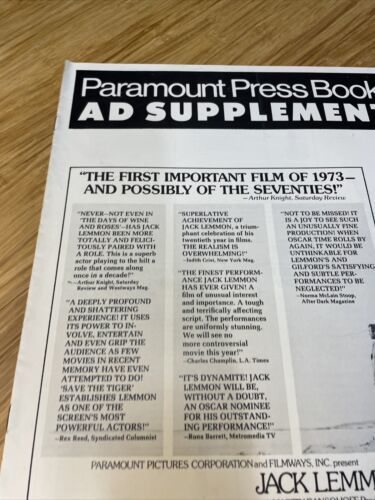 Paramount Press Book
AD SUPPLEMENT
"THE FIRST IMPORTANT FILM OF 1973—
AND POSSIBLY OF THE SEVENTIES!"
—Arthur Knight, Saturday Review
"NEVER—NOT EVEN IN
'THE DAYS OF WINE
AND ROSES'—HAS JACK
LEMMON BEEN MORE
TOTALLY AND FELICI-
TOUSLY PAIRED WITH
A ROLE. This is a superb
actor playing to the hilt a
role that comes along
once in a decade!"
—Arthur Knight, Saturday
Review and Westways Mag.
"A DEEPLY PROFOUND
AND SHATTERING
EXPERIENCE! IT USES
ITS POWER TO IN-
VOLVE, ENTERTAIN
AND EVEN GRIP THE
AUDIENCE AS FEW
MOVIES IN RECENT
MEMORY HAVE EVEN
ATTEMPTED TO DO!
'SAVE THE TIGER'
ESTABLISHES LEMMON
AS ONE OF THE
SCREEN'S MOST
POWERFUL ACTORS!"
—Rex Reed, Syndicated Columnist
"SUPERLATIVE
ACHIEVEMENT OF
JACK LEMMON, a trium-
phant celebration of his
twentieth year in films.
THE REALISM IS
OVERWHELMING!"
—Judith Crist, New York Mag.
"THE FINEST PERFORM-
ANCE JACK LEMMON
HAS EVER GIVEN! A
film of unusual interest
and importance. A tough
and terrifically affecting
script. The performances
are uniformly stunning.
We will see no
more controversial
movie this year!"
—Charles Champlin, L.A. Times
"IT'S DYNAMITE! JACK
LEMMON WILL BE,
WITHOUT A DOUBT,
AN OSCAR NOMINEE
FOR HIS OUTSTAND-
ING PERFORMANCE!"
—Rona Barrett, Metromedia TV
"NOT TO BE MISSED! IT
IS A JOY TO SEE SUCH
AN UNUSUALLY FINE
PRODUCTION! WHEN
OSCAR TIME ROLLS BY
AGAIN, IT WOULD BE
UNTHINKABLE FOR
LEMMON'S AND
GILFORD'S SATISFYING
AND SUBTLE PER-
FORMANCES TO BE
NEGLECTED!"
—Norma McLain Stoop,
After Dark Magazine
PARAMOUNT PICTURES CORPORATION and FILMWAYS, INC. present
JACK LEMM